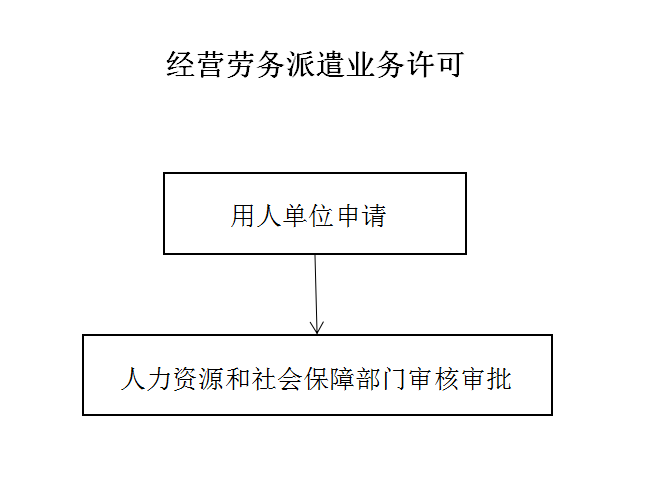 经营劳务派遣业务许可
用人单位申请
人力资源和社会保障部门审核审批